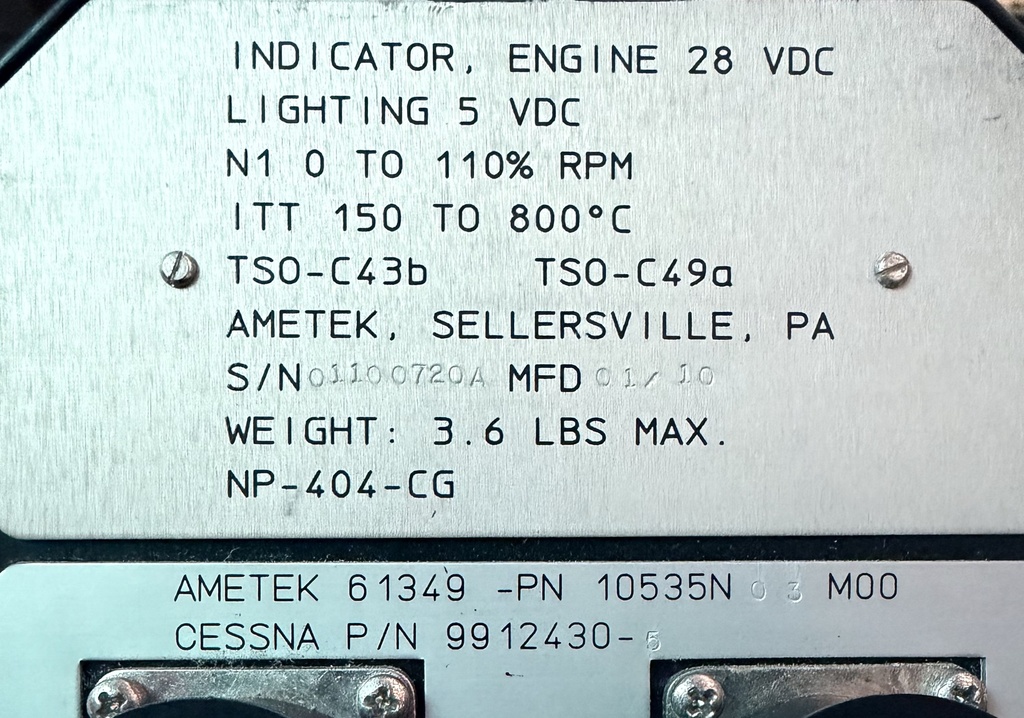 INDICATOR, ENGINE 28 VDC
LIGHTING 5 VDC
N1 0 TO 110% RPM
ITT 150 TO 800°C
TSO-C43b TSO-C49a
AMETEK, SELLERSVILLE, PA
S/N 01100720A MFD 01/10
WEIGHT: 3.6 LBS MAX.
NP-404-CG
AMETEK 61349 -PN 10535N 03 M00
CESSNA P/N 9912430-5